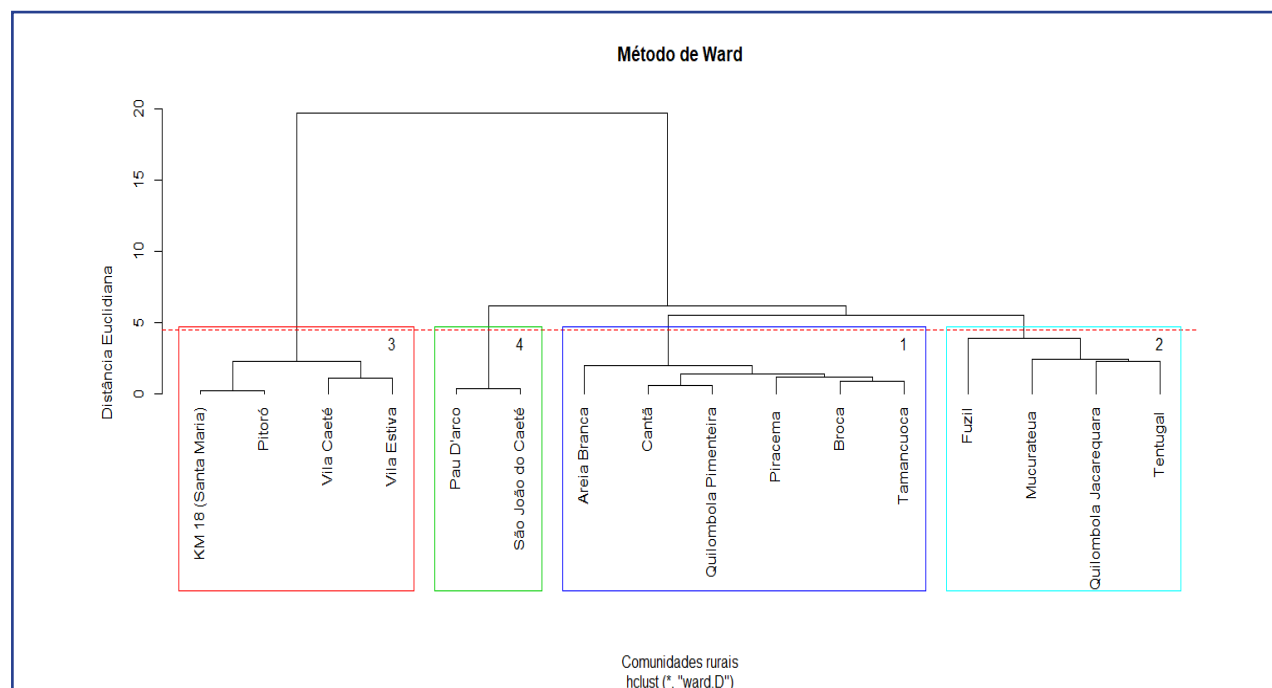 Método de Ward
Distância Euclidiana
20
15
10
5
0
3
4
1
2
KM 18 (Santa Maria)
Pitoró
Vila Caeté
Vila Estiva
Pau D'arco
São João do Caeté
Areia Branca
Cantã
Quilombola Pimenteira
Piracema
Broca
Tamancuoca
Fuzil
Mucurateua
Quilombola Jacarequara
Tentugal
Comunidades rurais
hclust (*, "ward.D")